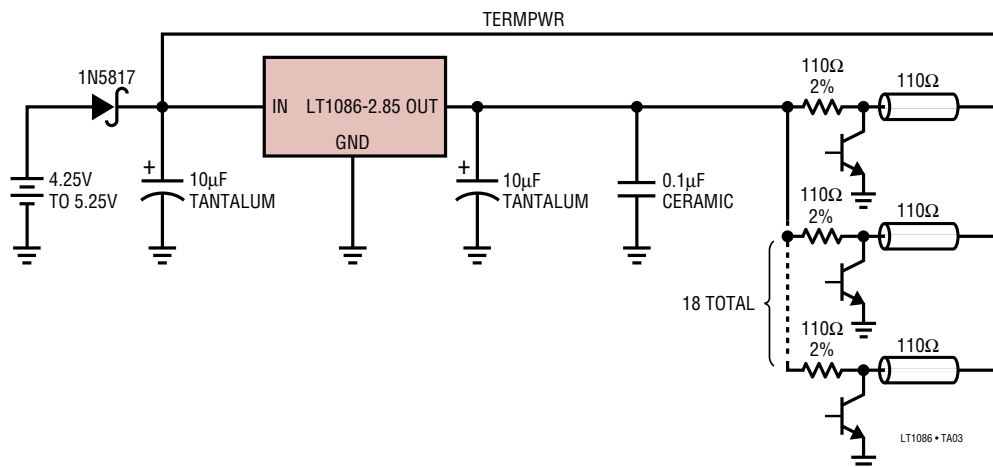 TERMPWR
1N5817
IN LT1086-2.85 OUT
GND
4.25V
TO 5.25V
+
10µF
TANTALUM
+
10µF
TANTALUM
0.1µF
CERAMIC
110Ω
2%
110Ω
110Ω
2%
110Ω
18 TOTAL
110Ω
2%
110Ω
LT1086 • TA03